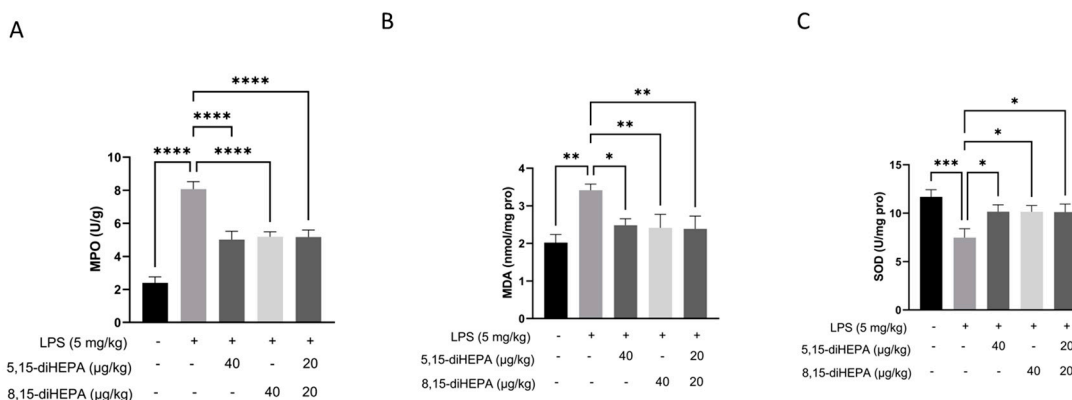 A
****
****
****
****
10
8
6
4
2
0
MPO (U/g)
LPS (5 mg/kg) - + + + +
5,15-diHEPA (µg/kg) - - 40 - 20
8,15-diHEPA (µg/kg) - - - 40 20
B
**
**
**
*
4
3
2
1
0
MDA (nmol/mg pro)
LPS (5 mg/kg) - + + + +
5,15-diHEPA (µg/kg) - - 40 - 20
8,15-diHEPA (µg/kg) - - - 40 20
C
*
*
***
*
15
10
5
0
SOD (U/mg pro)
LPS (5 mg/kg) - + + + +
5,15-diHEPA (µg/kg) - - 40 - 20
8,15-diHEPA (µg/kg) - - - 40 20